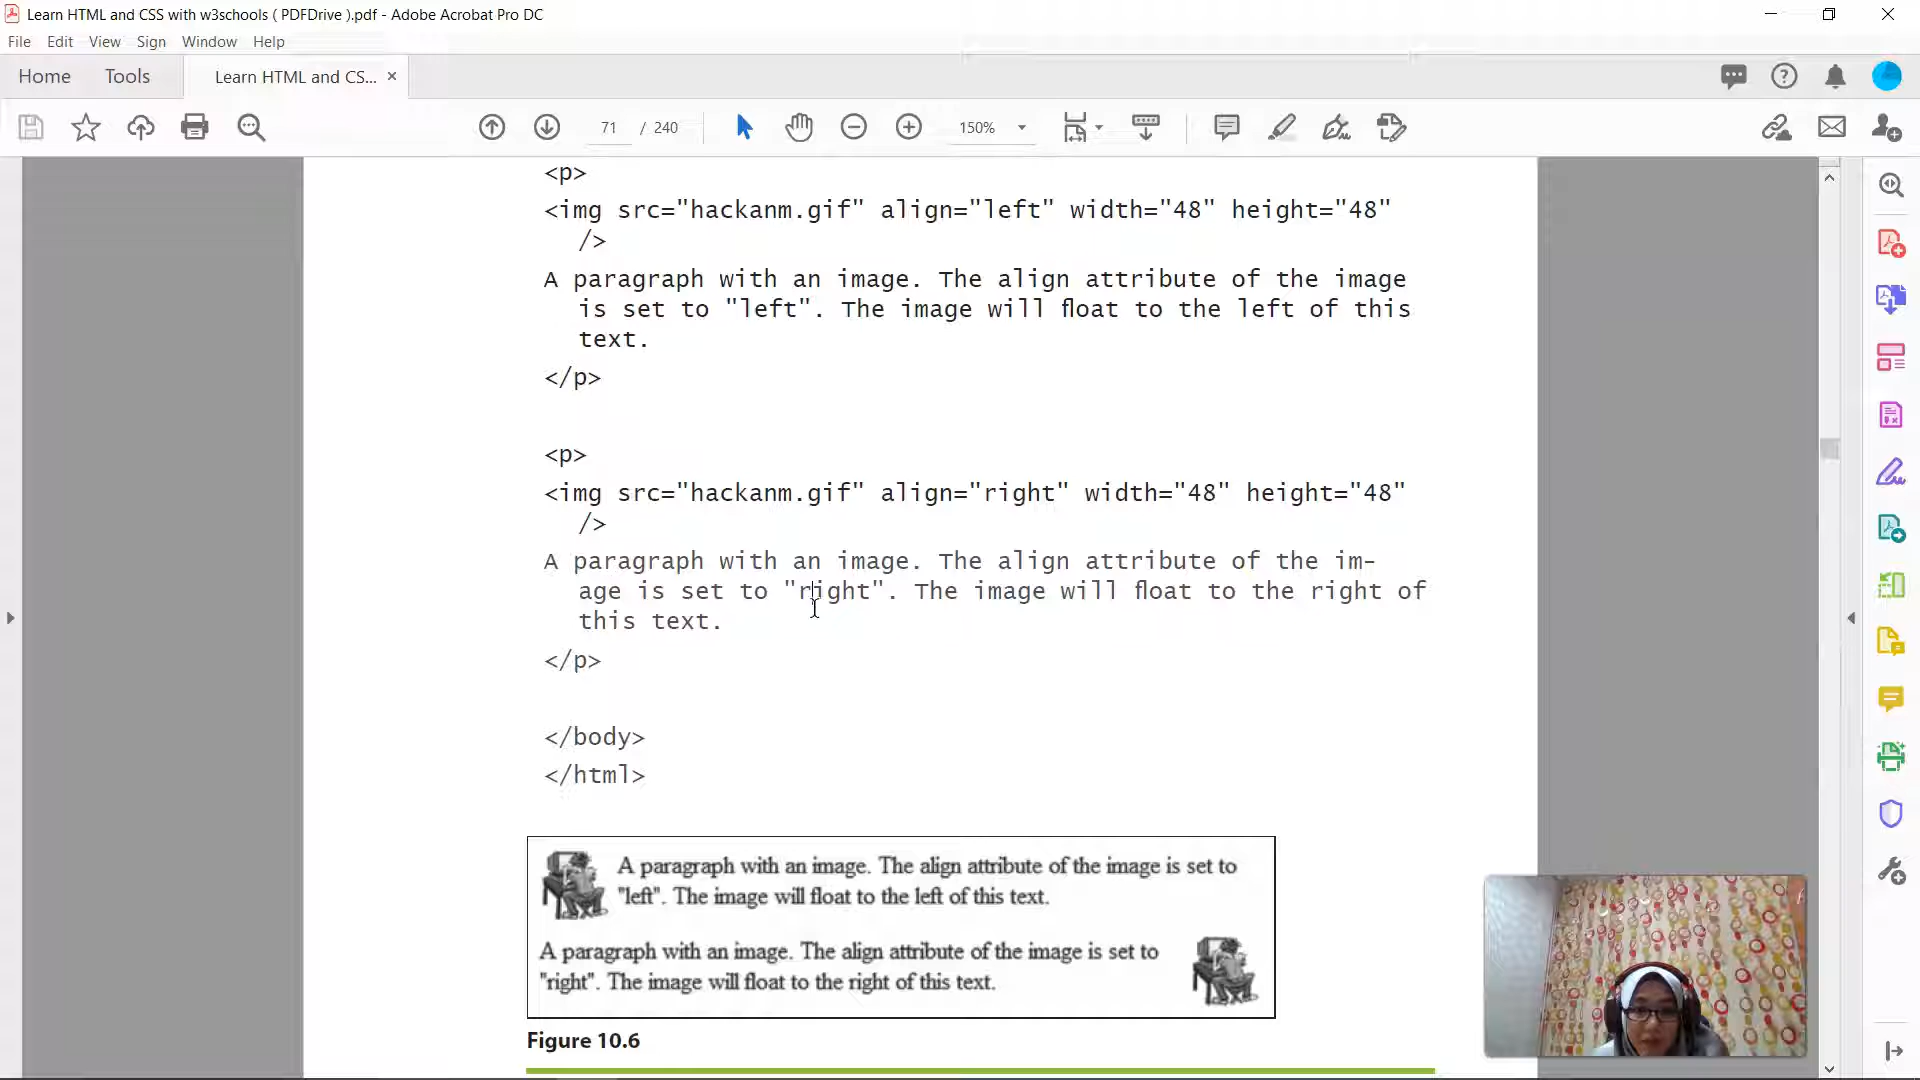 Learn HTML and CSS with w3schools ( PDFDrive ).pdf - Adobe Acrobat Pro DC
File Edit View Sign Window Help
Home Tools Learn HTML and CS... ×
71 / 240 150%
<p>
<img src="hackanm.gif" align="left" width="48" height="48"
/>
A paragraph with an image. The align attribute of the image
is set to "left". The image will float to the left of this
text.
</p>
<p>
<img src="hackanm.gif" align="right" width="48" height="48"
/>
A paragraph with an image. The align attribute of the im-
age is set to "right". The image will float to the right of
this text.
</p>
</body>
</html>
A paragraph with an image. The align attribute of the image is set to
"left". The image will float to the left of this text.
A paragraph with an image. The align attribute of the image is set to
"right". The image will float to the right of this text.
Figure 10.6